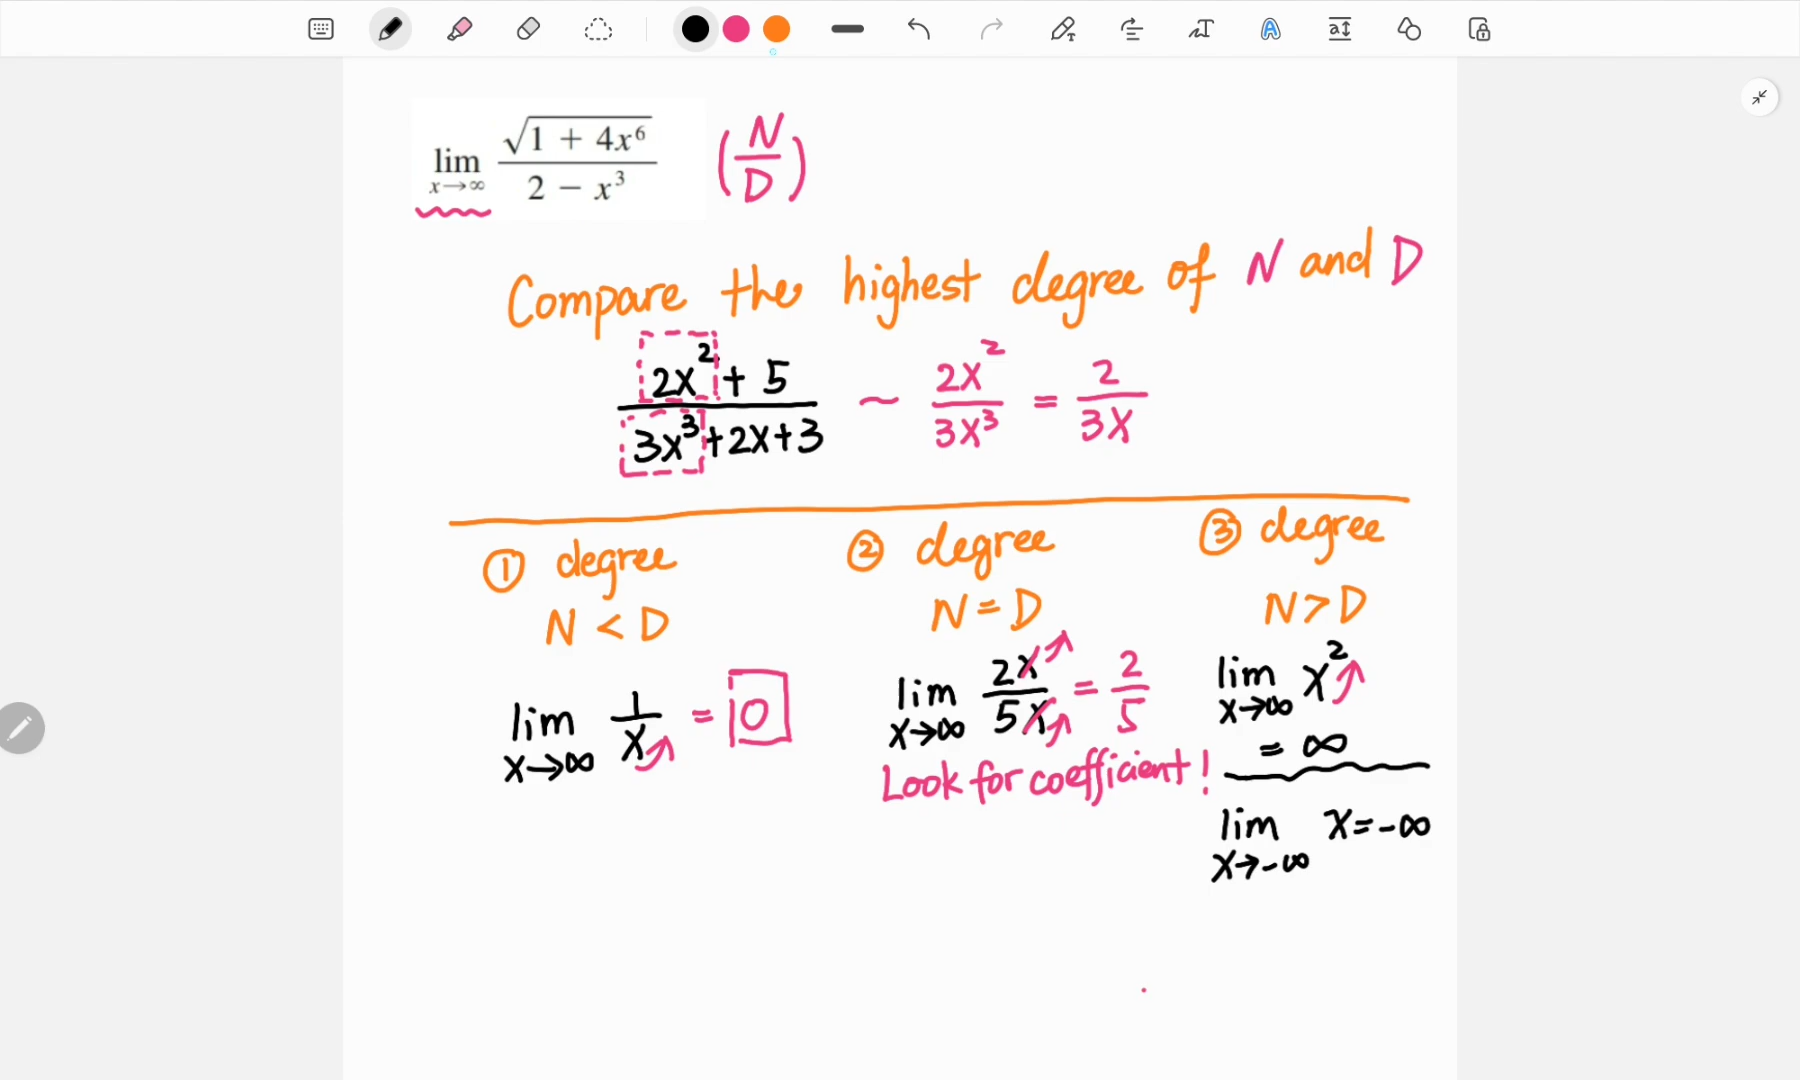 lim x→∞ √(1 + 4x⁶) / (2 − x³) (N/D)
Compare the highest degree of N and D
(2x² + 5) / (3x³ + 2x + 3) ~ 2x² / 3x³ = 2 / 3x
① degree
N < D
lim x→∞ 1/x = 0
② degree
N = D
lim x→∞ 2x / 5x = 2/5
Look for coefficient!
③ degree
N > D
lim x→∞ x²
= ∞
lim x→-∞ x = -∞